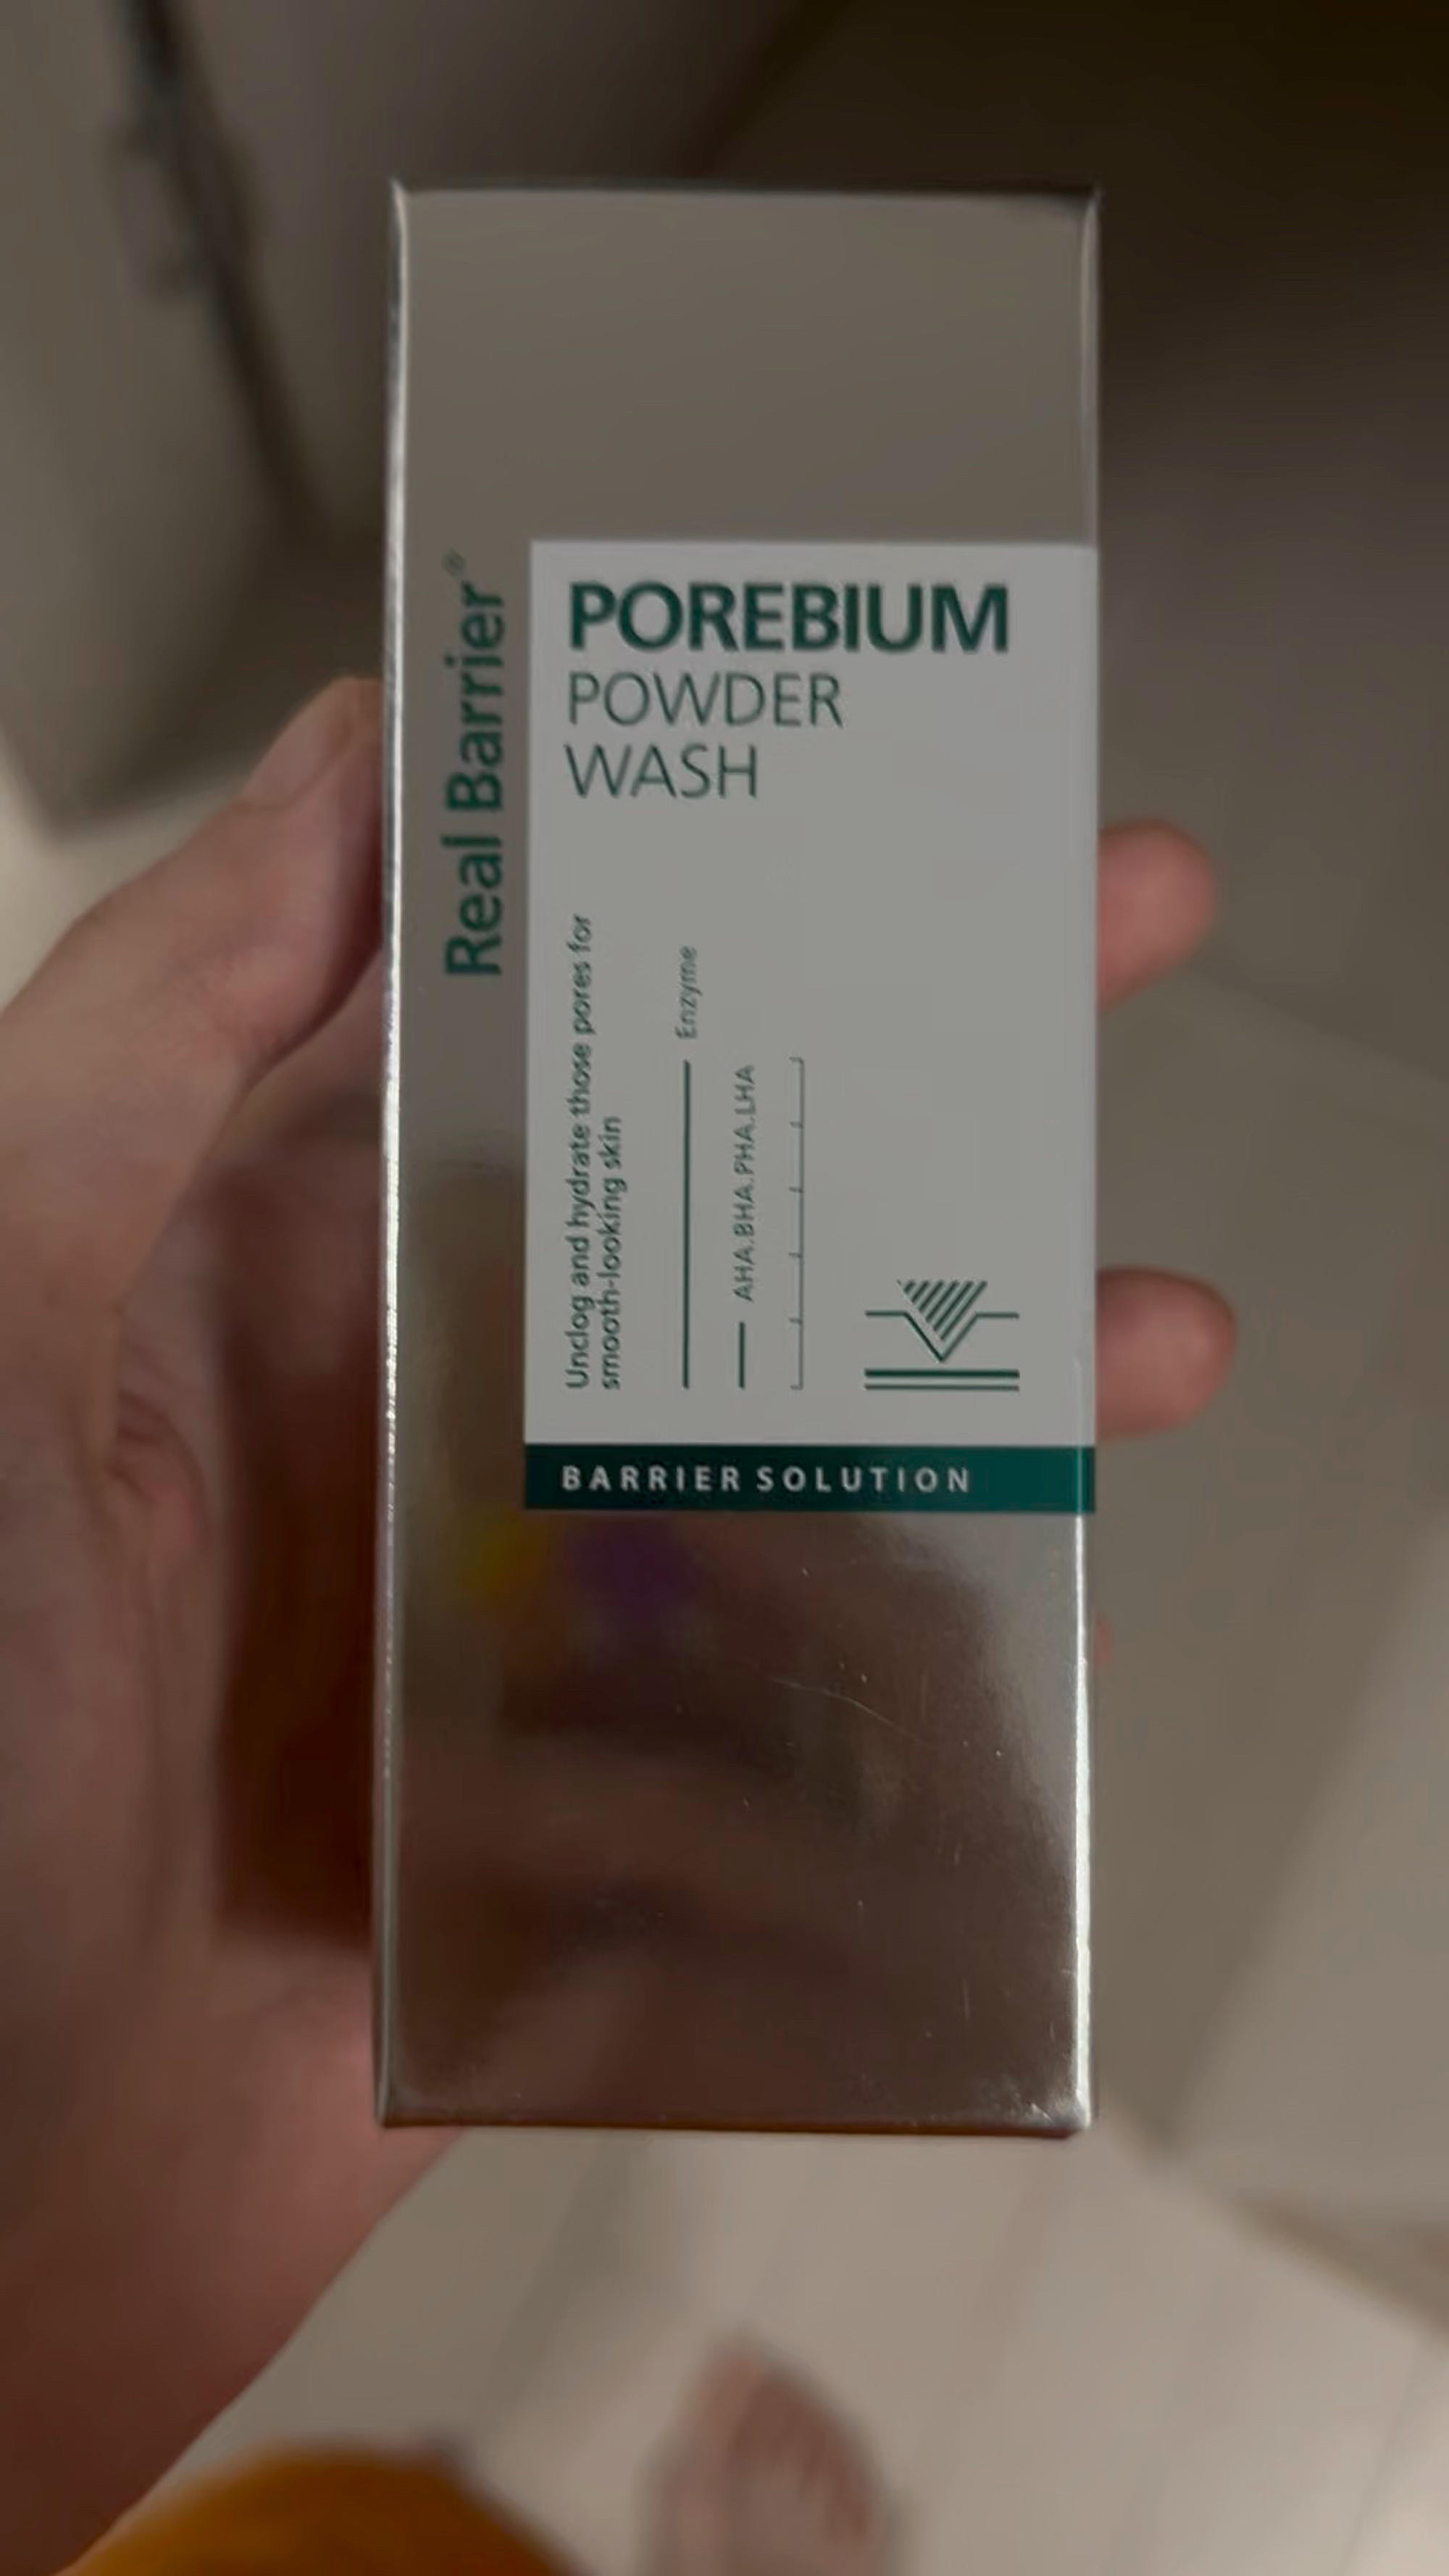 Real Barrier®
POREBIUM
POWDER
WASH
Unclog and hydrate those pores for
smooth-looking skin
Enzyme
AHA.BHA.PHA.LHA
BARRIER SOLUTION